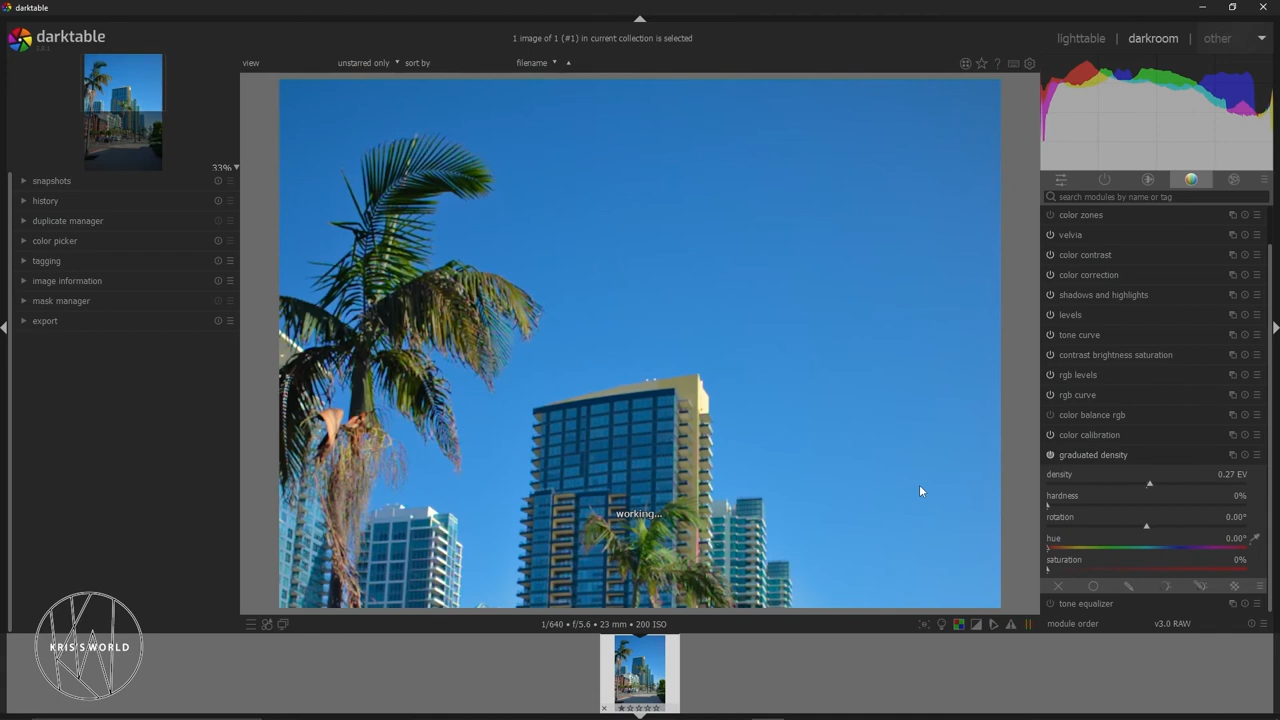 darktable
darktable
1 image of 1 (#1) in current collection is selected
lighttable | darkroom | other
view unstarred only sort by filename
33%
snapshots
history
duplicate manager
color picker
tagging
image information
mask manager
export
working...
search modules by name or tag
color zones
velvia
color contrast
color correction
shadows and highlights
levels
tone curve
contrast brightness saturation
rgb levels
rgb curve
color balance rgb
color calibration
graduated density
density 0.27 EV
hardness 0%
rotation 0.00°
hue 0.00°
saturation 0%
tone equalizer
module order v3.0 RAW
1/640 • f/5.6 • 23 mm • 200 ISO
KRIS'S WORLD